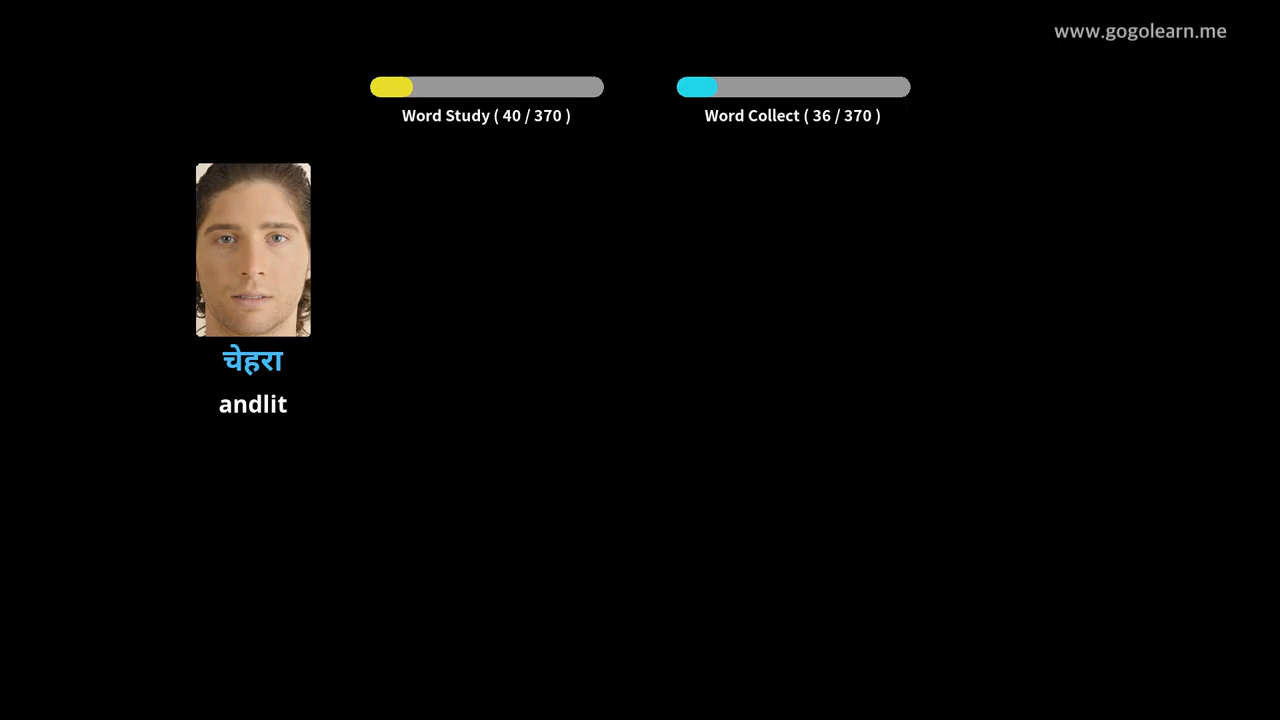 www.gogolearn.me
Word Study ( 40 / 370 )
Word Collect ( 36 / 370 )
चेहरा
andlit